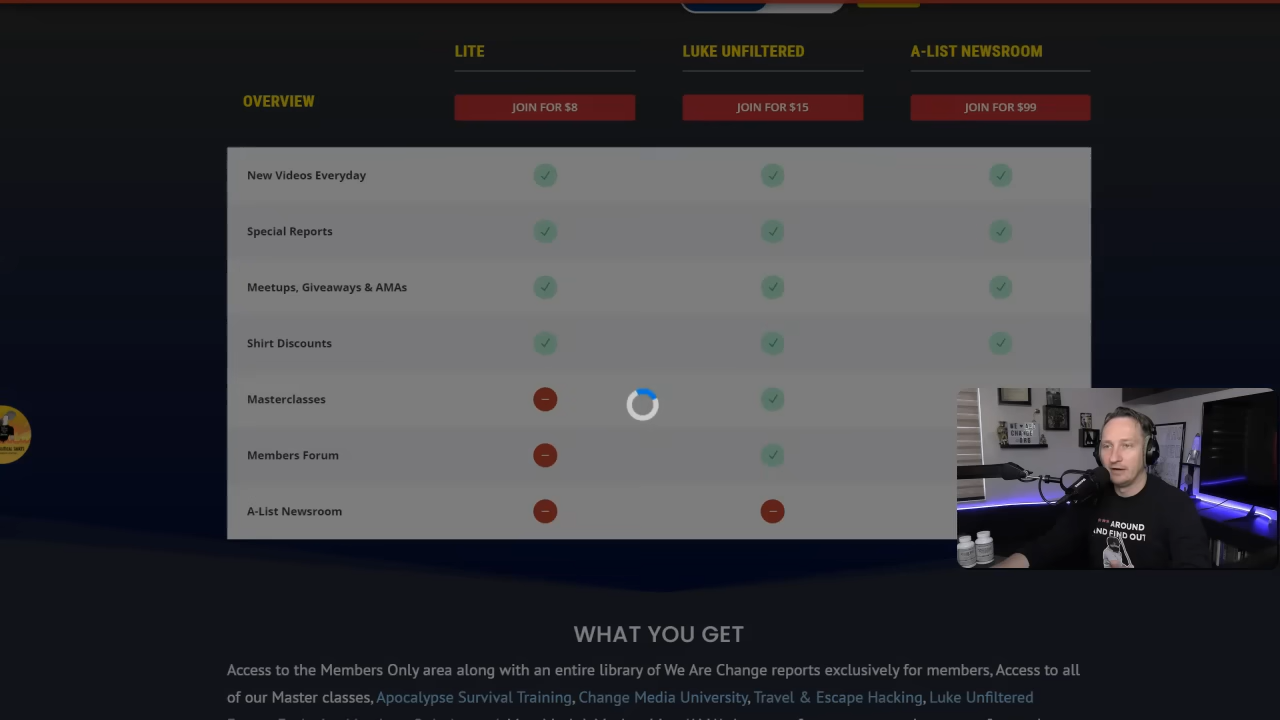 LITE
LUKE UNFILTERED
A-LIST NEWSROOM
OVERVIEW
JOIN FOR $8
JOIN FOR $15
JOIN FOR $99
New Videos Everyday
Special Reports
Meetups, Giveaways & AMAs
Shirt Discounts
Masterclasses
Members Forum
A-List Newsroom
WE ARE
CHANGE
*** AROUND
AND FIND OUT
WHAT YOU GET
Access to the Members Only area along with an entire library of We Are Change reports exclusively for members, Access to all
of our Master classes, Apocalypse Survival Training, Change Media University, Travel & Escape Hacking, Luke Unfiltered